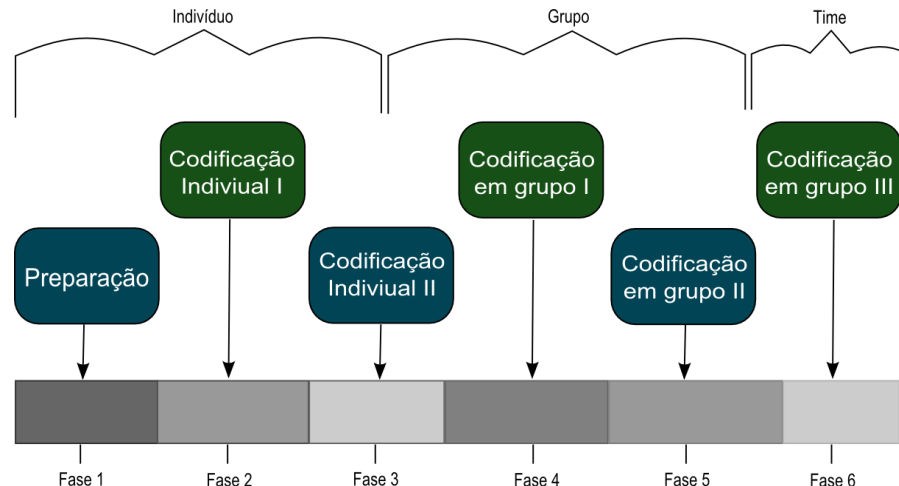 Indivíduo
Grupo
Time
Codificação
Indiviual I
Codificação
em grupo I
Codificação
em grupo III
Preparação
Codificação
Indiviual II
Codificação
em grupo II
Fase 1
Fase 2
Fase 3
Fase 4
Fase 5
Fase 6